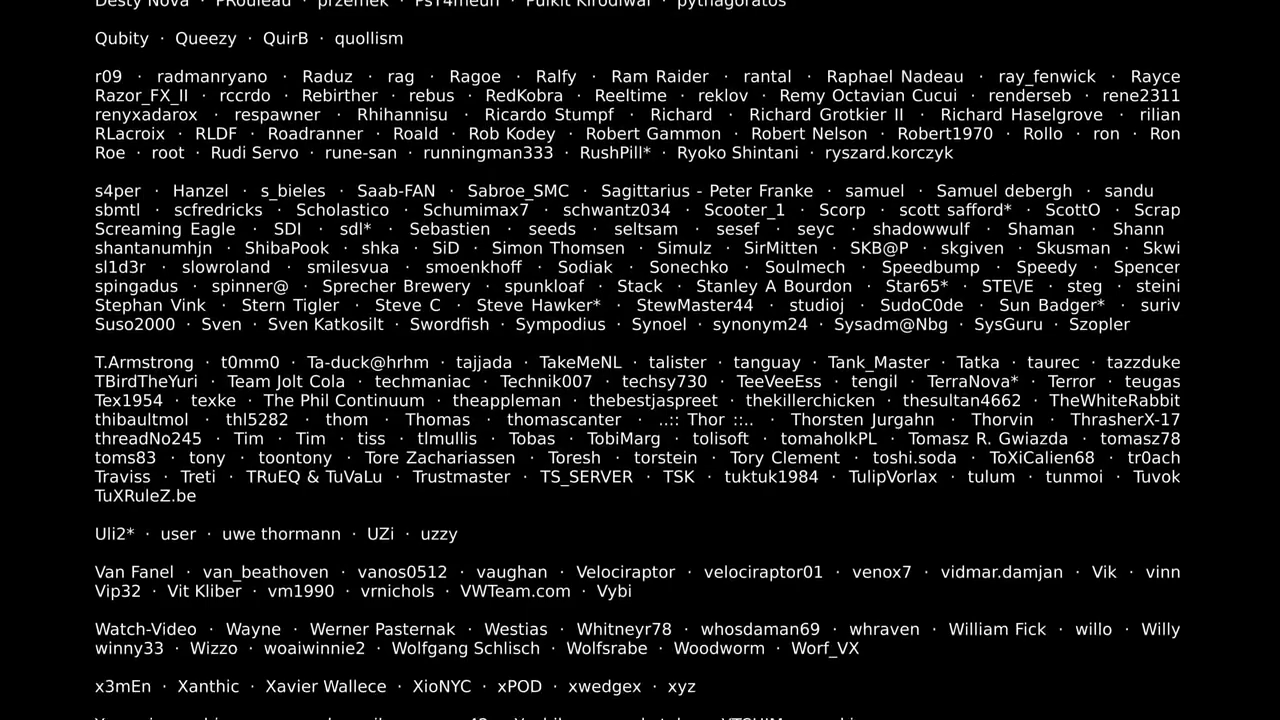 Desty Nova · PRouleau · przemek · Ps14meun · Pulkit Kirodiwal · pythagoratos
Qubity · Queezy · QuirB · quollism
r09 · radmanryano · Raduz · rag · Ragoe · Ralfy · Ram Raider · rantal · Raphael Nadeau · ray_fenwick · Rayce
Razor_FX_II · rccrdo · Rebirther · rebus · RedKobra · Reeltime · reklov · Remy Octavian Cucui · renderseb · rene2311
renyxadarox · respawner · Rhihannisu · Ricardo Stumpf · Richard · Richard Grotkier II · Richard Haselgrove · rilian
RLacroix · RLDF · Roadranner · Roald · Rob Kodey · Robert Gammon · Robert Nelson · Robert1970 · Rollo · ron · Ron
Roe · root · Rudi Servo · rune-san · runningman333 · RushPill* · Ryoko Shintani · ryszard.korczyk
s4per · Hanzel · s_bieles · Saab-FAN · Sabroe_SMC · Sagittarius - Peter Franke · samuel · Samuel debergh · sandu
sbmtl · scfredricks · Scholastico · Schumimax7 · schwantz034 · Scooter_1 · Scorp · scott safford* · ScottO · Scrap
Screaming Eagle · SDI · sdl* · Sebastien · seeds · seltsam · sesef · seyc · shadowwulf · Shaman · Shann
shantanumhjn · ShibaPook · shka · SiD · Simon Thomsen · Simulz · SirMitten · SKB@P · skgiven · Skusman · Skwi
sl1d3r · slowroland · smilesvua · smoenkhoff · Sodiak · Sonechko · Soulmech · Speedbump · Speedy · Spencer
spingadus · spinner@ · Sprecher Brewery · spunkloaf · Stack · Stanley A Bourdon · Star65* · STE\/E · steg · steini
Stephan Vink · Stern Tigler · Steve C · Steve Hawker* · StewMaster44 · studioj · SudoC0de · Sun Badger* · suriv
Suso2000 · Sven · Sven Katkosilt · Swordfish · Sympodius · Synoel · synonym24 · Sysadm@Nbg · SysGuru · Szopler
T.Armstrong · t0mm0 · Ta-duck@hrhm · tajjada · TakeMeNL · talister · tanguay · Tank_Master · Tatka · taurec · tazzduke
TBirdTheYuri · Team Jolt Cola · techmaniac · Technik007 · techsy730 · TeeVeeEss · tengil · TerraNova* · Terror · teugas
Tex1954 · texke · The Phil Continuum · theappleman · thebestjaspreet · thekillerchicken · thesultan4662 · TheWhiteRabbit
thibaultmol · thl5282 · thom · Thomas · thomascanter · ..:: Thor ::.. · Thorsten Jurgahn · Thorvin · ThrasherX-17
threadNo245 · Tim · Tim · tiss · tlmullis · Tobas · TobiMarg · tolisoft · tomaholkPL · Tomasz R. Gwiazda · tomasz78
toms83 · tony · toontony · Tore Zachariassen · Toresh · torstein · Tory Clement · toshi.soda · ToXiCalien68 · tr0ach
Traviss · Treti · TRuEQ & TuVaLu · Trustmaster · TS_SERVER · TSK · tuktuk1984 · TulipVorlax · tulum · tunmoi · Tuvok
TuXRuleZ.be
Uli2* · user · uwe thormann · UZi · uzzy
Van Fanel · van_beathoven · vanos0512 · vaughan · Velociraptor · velociraptor01 · venox7 · vidmar.damjan · Vik · vinn
Vip32 · Vit Kliber · vm1990 · vrnichols · VWTeam.com · Vybi
Watch-Video · Wayne · Werner Pasternak · Westias · Whitneyr78 · whosdaman69 · whraven · William Fick · willo · Willy
winny33 · Wizzo · woaiwinnie2 · Wolfgang Schlisch · Wolfsrabe · Woodworm · Worf_VX
x3mEn · Xanthic · Xavier Wallece · XioNYC · xPOD · xwedgex · xyz